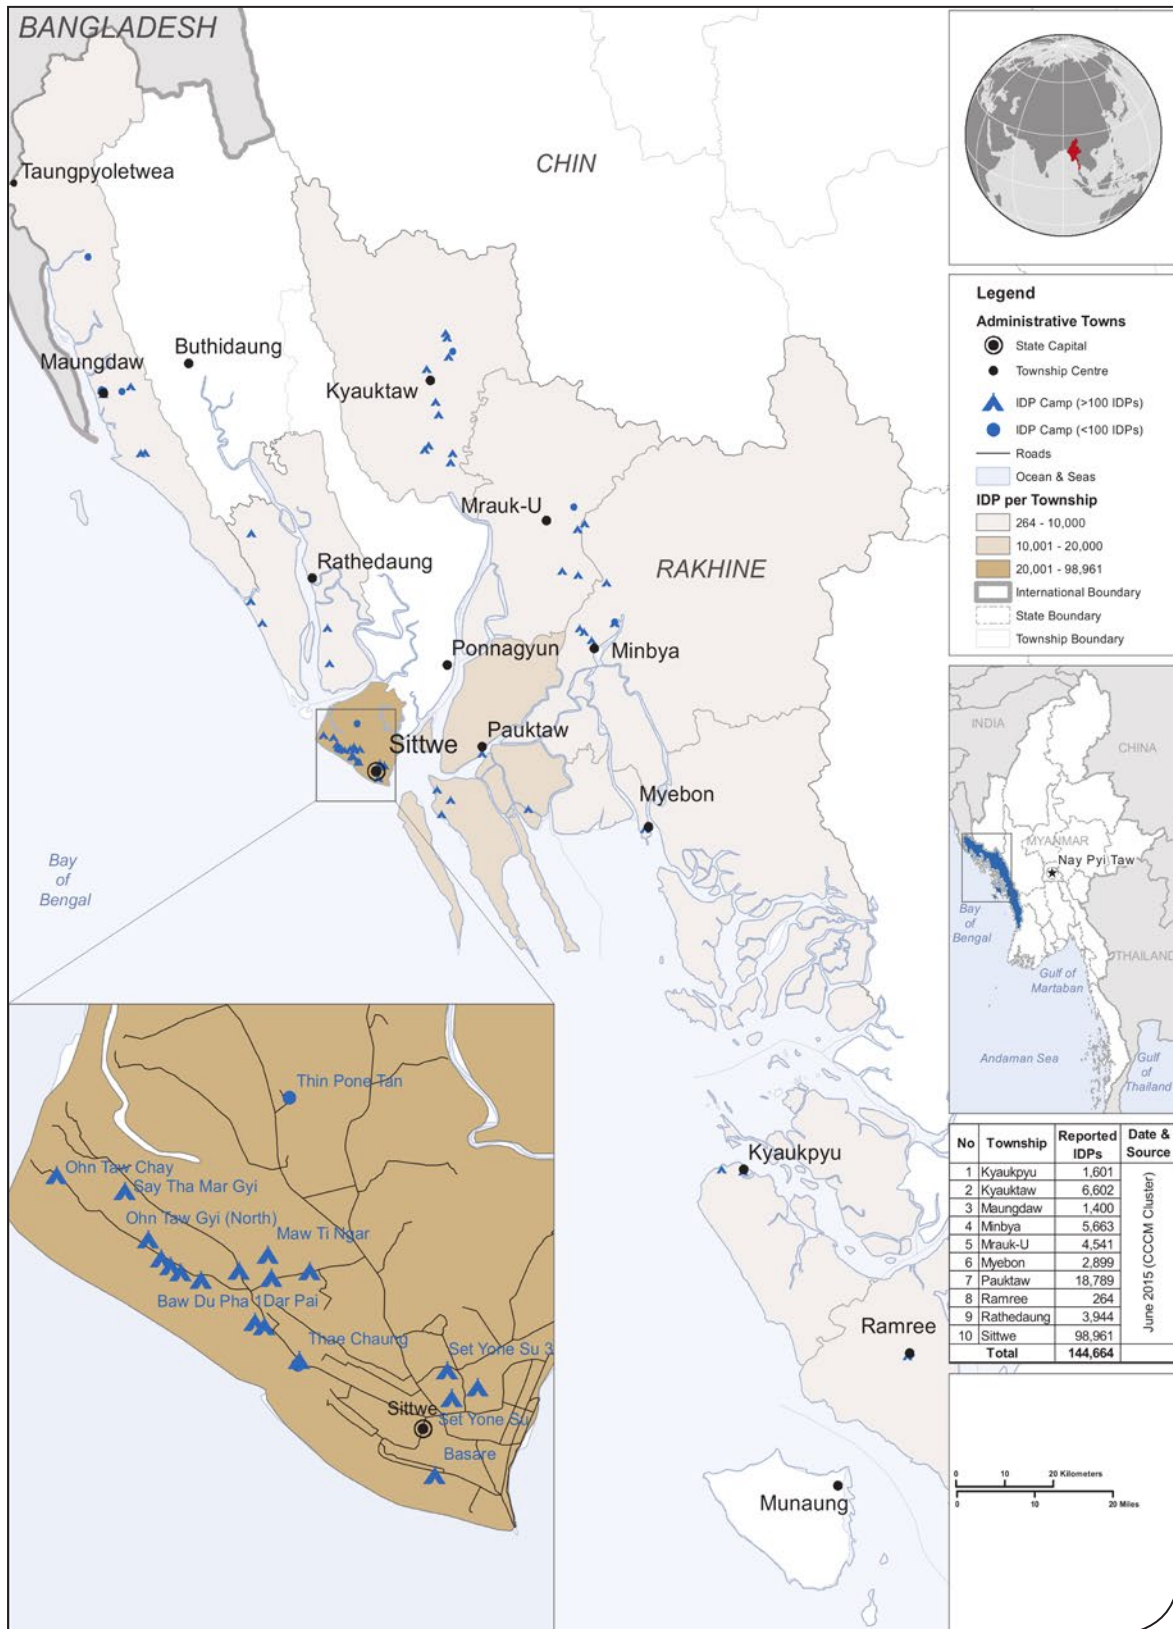 BANGLADESH
CHIN
RAKHINE
Taungpyoletwea
Maungdaw
Buthidaung
Kyauktaw
Mrauk-U
Rathedaung
Ponnagyun
Minbya
Sittwe
Pauktaw
Myebon
Kyaukpyu
Ramree
Munaung
Bay
of
Bengal
Thin Pone Tan
Ohn Taw Chay
Say Tha Mar Gyi
Ohn Taw Gyi (North)
Maw Ti Ngar
Baw Du Pha 1
Dar Pai
Thae Chaung
Set Yone Su 3
Sittwe
Set Yone Su
Basare
Legend
Administrative Towns
State Capital
Township Centre
IDP Camp (>100 IDPs)
IDP Camp (<100 IDPs)
Roads
Ocean & Seas
IDP per Township
264 - 10,000
10,001 - 20,000
20,001 - 98,961
International Boundary
State Boundary
Township Boundary
INDIA
CHINA
MYANMAR
Nay Pyi Taw
Bay
of
Bengal
THAILAND
Gulf of
Martaban
Andaman Sea
Gulf
of
Thailand
No Township Reported IDPs Date & Source
1 Kyaukpyu 1,601
2 Kyauktaw 6,602
3 Maungdaw 1,400
4 Minbya 5,663
5 Mrauk-U 4,541
6 Myebon 2,899
7 Pauktaw 18,789
8 Ramree 264
9 Rathedaung 3,944
10 Sittwe 98,961
Total 144,664
June 2015 (CCCM Cluster)
0 10 20 Kilometers
0 10 20 Miles